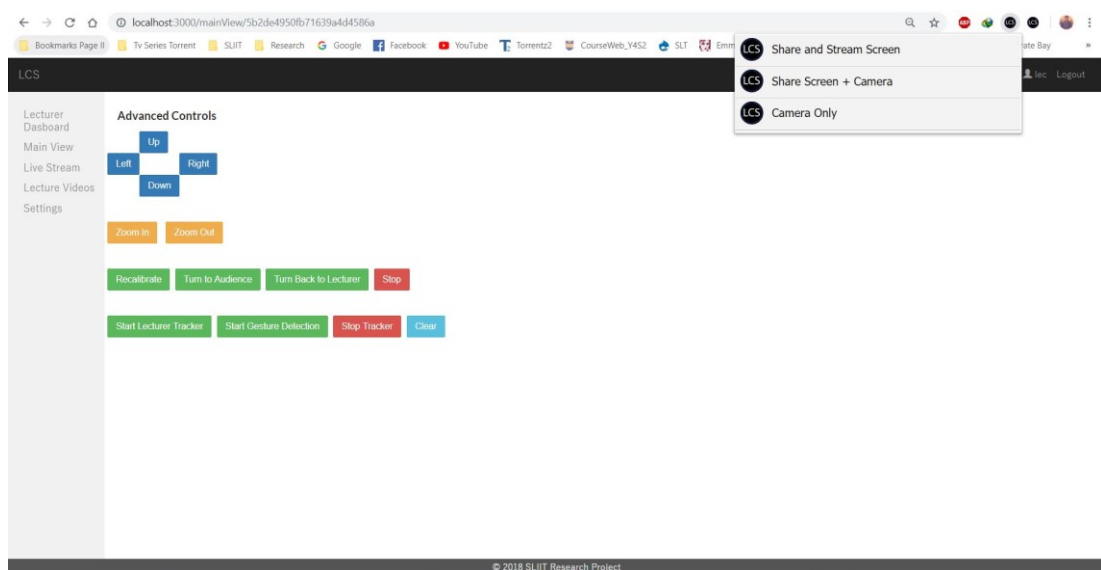 localhost:3000/mainView/5b2de4950fb71639a4d4586a
Bookmarks Page II Tv Series Torrent SLIIT Research G Google Facebook YouTube Torrentz2 CourseWeb_Y4S2 SLT Emm ate Bay »
LCS Share and Stream Screen
LCS Share Screen + Camera
LCS Camera Only
LCS lec Logout
Lecturer
Dasboard
Main View
Live Stream
Lecture Videos
Settings
Advanced Controls
Up
Left Right
Down
Zoom In Zoom Out
Recalibrate Turn to Audience Turn Back to Lecturer Stop
Start Lecturer Tracker Start Gesture Detection Stop Tracker Clear
© 2018 SLIIT Research Project